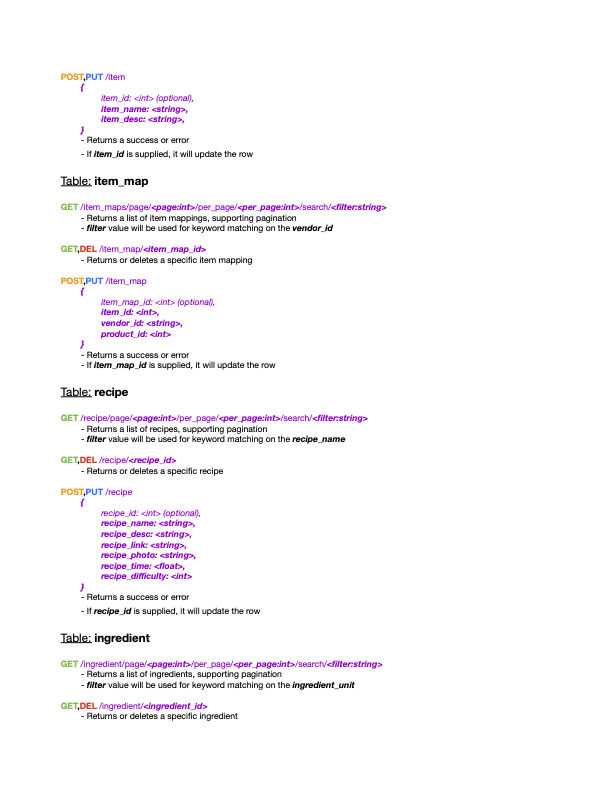 POST,PUT /item
{
item_id: <int> (optional),
item_name: <string>,
item_desc: <string>,
}
- Returns a success or error
- If item_id is supplied, it will update the row
Table: item_map
GET /item_maps/page/<page:int>/per_page/<per_page:int>/search/<filter:string>
- Returns a list of item mappings, supporting pagination
- filter value will be used for keyword matching on the vendor_id
GET,DEL /item_map/<item_map_id>
- Returns or deletes a specific item mapping
POST,PUT /item_map
{
item_map_id: <int> (optional),
item_id: <int>,
vendor_id: <string>,
product_id: <int>
}
- Returns a success or error
- If item_map_id is supplied, it will update the row
Table: recipe
GET /recipe/page/<page:int>/per_page/<per_page:int>/search/<filter:string>
- Returns a list of recipes, supporting pagination
- filter value will be used for keyword matching on the recipe_name
GET,DEL /recipe/<recipe_id>
- Returns or deletes a specific recipe
POST,PUT /recipe
{
recipe_id: <int> (optional),
recipe_name: <string>,
recipe_desc: <string>,
recipe_link: <string>,
recipe_photo: <string>,
recipe_time: <float>,
recipe_difficulty: <int>
}
- Returns a success or error
- If recipe_id is supplied, it will update the row
Table: ingredient
GET /ingredient/page/<page:int>/per_page/<per_page:int>/search/<filter:string>
- Returns a list of ingredients, supporting pagination
- filter value will be used for keyword matching on the ingredient_unit
GET,DEL /ingredient/<ingredient_id>
- Returns or deletes a specific ingredient